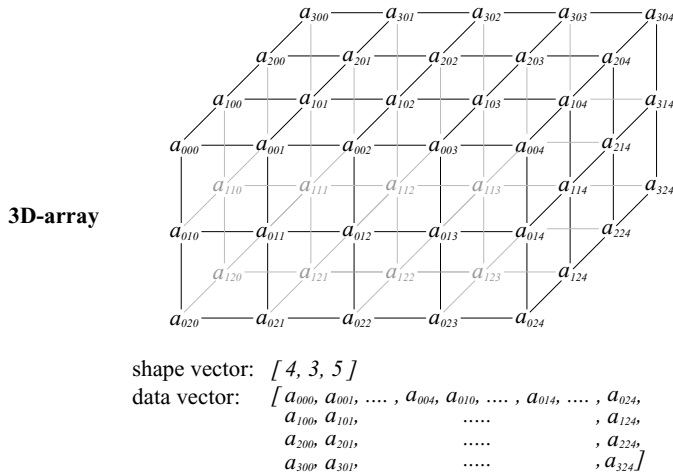 a300 a301 a302 a303 a304
a200 a201 a202 a203 a204
a100 a101 a102 a103 a104 a314
a000 a001 a002 a003 a004 a214
a110 a111 a112 a113 a114 a324
3D-array
a010 a011 a012 a013 a014 a224
a120 a121 a122 a123 a124
a020 a021 a022 a023 a024
shape vector: [ 4, 3, 5 ]
data vector: [ a000, a001, .... , a004, a010, .... , a014, .... , a024,
a100, a101, ..... , a124,
a200, a201, ..... , a224,
a300, a301, ..... , a324 ]